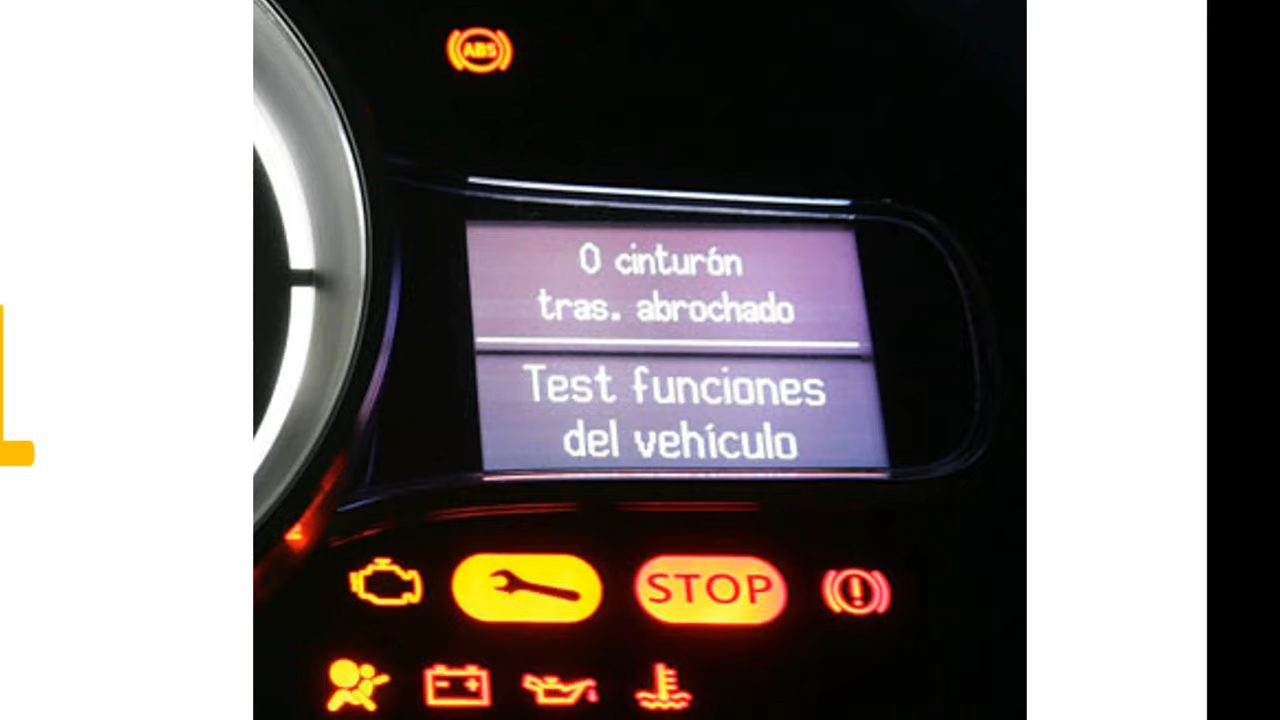 ABS
0 cinturón
tras. abrochado
Test funciones
del vehículo
STOP